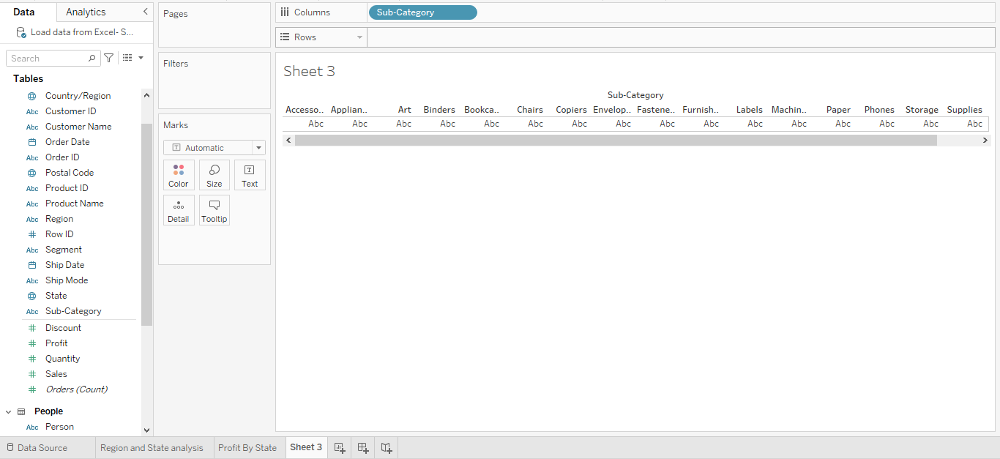 Data
Analytics
Load data from Excel- S...
Search
Tables
Country/Region
Abc Customer ID
Abc Customer Name
Order Date
Abc Order ID
Postal Code
Abc Product ID
Abc Product Name
Abc Region
Row ID
Abc Segment
Ship Date
Abc Ship Mode
State
Abc Sub-Category
Discount
Profit
Quantity
Sales
Orders (Count)
People
Abc Person
Pages
Filters
Marks
Automatic
Color Size Text
Detail Tooltip
Columns Sub-Category
Rows
Sheet 3
Sub-Category
Accesso.. Applian.. Art Binders Bookca.. Chairs Copiers Envelop.. Fastene.. Furnish.. Labels Machin.. Paper Phones Storage Supplies
Abc Abc Abc Abc Abc Abc Abc Abc Abc Abc Abc Abc Abc Abc Abc Abc
Data Source Region and State analysis Profit By State Sheet 3